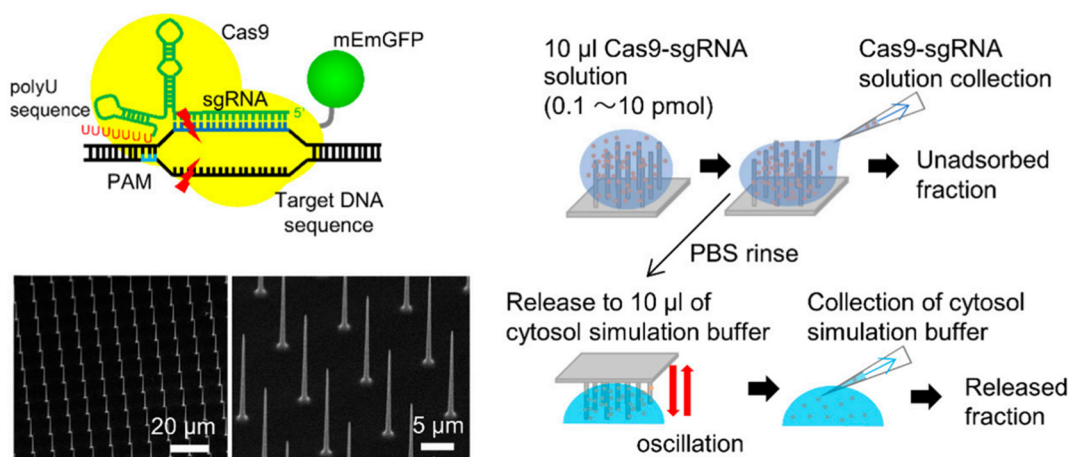 Cas9
mEmGFP
polyU
sequence
sgRNA
5'
UUUUUUU
PAM
Target DNA
sequence
20 μm
5 μm
10 μl Cas9-sgRNA
solution
(0.1 ～10 pmol)
Cas9-sgRNA
solution collection
Unadsorbed
fraction
PBS rinse
Release to 10 μl of
cytosol simulation buffer
Collection of cytosol
simulation buffer
oscillation
Released
fraction